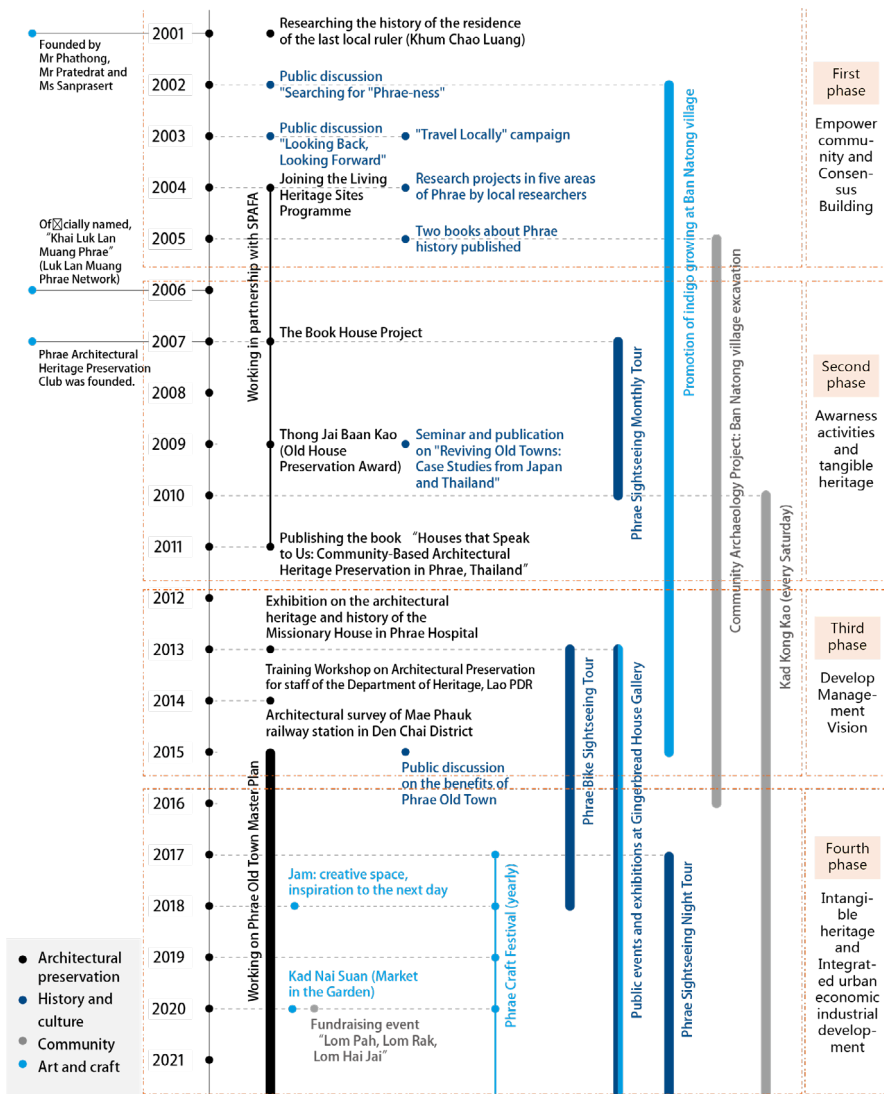 2001
Founded by
Mr Phathong,
Mr Pratedrat and
Ms Sanprasert
Researching the history of the residence
of the last local ruler (Khum Chao Luang)
2002
Public discussion
"Searching for "Phrae-ness"
2003
Public discussion
"Looking Back,
Looking Forward"
"Travel Locally" campaign
2004
Joining the Living
Heritage Sites
Programme
Research projects in five areas
of Phrae by local researchers
2005
Two books about Phrae
history published
Of☒cially named,
"Khai Luk Lan
Muang Phrae"
(Luk Lan Muang
Phrae Network)
2006
2007
The Book House Project
Phrae Architectural
Heritage Preservation
Club was founded.
2008
2009
Thong Jai Baan Kao
(Old House
Preservation Award)
Seminar and publication
on "Reviving Old Towns:
Case Studies from Japan
and Thailand"
2010
2011
Publishing the book "Houses that Speak
to Us: Community-Based Architectural
Heritage Preservation in Phrae, Thailand"
2012
Exhibition on the architectural
heritage and history of the
Missionary House in Phrae Hospital
2013
Training Workshop on Architectural Preservation
for staff of the Department of Heritage, Lao PDR
2014
Architectural survey of Mae Phauk
railway station in Den Chai District
2015
Public discussion
on the benefits of
Phrae Old Town
2016
2017
Jam: creative space,
inspiration to the next day
2018
2019
Kad Nai Suan (Market
in the Garden)
2020
Fundraising event
"Lom Pah, Lom Rak,
Lom Hai Jai"
2021
Working in partnership with SPAFA
Working on Phrae Old Town Master Plan
Phrae Craft Festival (yearly)
Phrae Bike Sightseeing Tour
Phrae Sightseeing Monthly Tour
Public events and exhibitions at Gingerbread House Gallery
Promotion of indigo growing at Ban Natong village
Phrae Sightseeing Night Tour
Community Archaeology Project: Ban Natong village excavation
Kad Kong Kao (every Saturday)
First
phase
Empower
commu-
nity and
Consen-
sus
Building
Second
phase
Awarness
activities
and
tangible
heritage
Third
phase
Develop
Manage-
ment
Vision
Fourth
phase
Intangi-
ble
heritage
and
Integrat-
ed urban
economic
industrial
develop-
ment
Architectural
preservation
History and
culture
Community
Art and craft